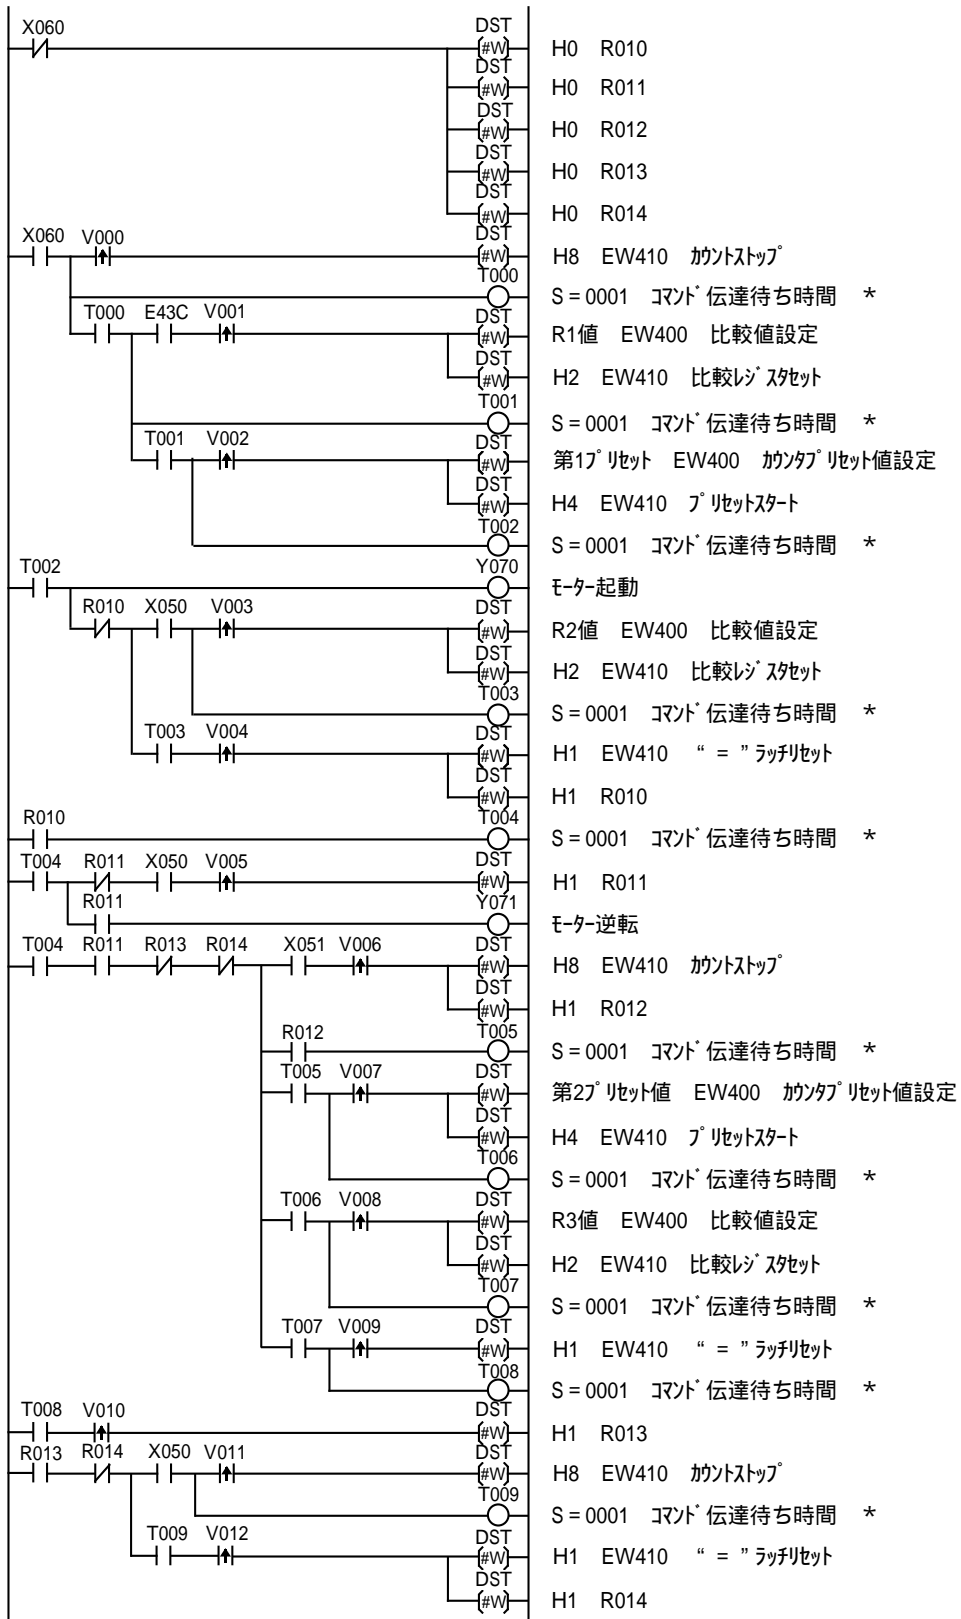 X060 DST
#W H0 R010
DST
#W H0 R011
DST
#W H0 R012
DST
#W H0 R013
DST
#W H0 R014
X060 V000 DST
#W H8 EW410 ｶｳﾝﾄｽﾄｯﾌﾟ
T000
S = 0001 ｺﾏﾝﾄﾞ伝達待ち時間 *
T000 E43C V001 DST
#W R1値 EW400 比較値設定
DST
#W H2 EW410 比較ﾚｼﾞｽﾀｾｯﾄ
T001
S = 0001 ｺﾏﾝﾄﾞ伝達待ち時間 *
T001 V002 DST
#W 第1ﾌﾟﾘｾｯﾄ EW400 ｶｳﾝﾀﾌﾟﾘｾｯﾄ値設定
DST
#W H4 EW410 ﾌﾟﾘｾｯﾄｽﾀｰﾄ
T002
S = 0001 ｺﾏﾝﾄﾞ伝達待ち時間 *
T002 Y070
ﾓｰﾀｰ起動
R010 X050 V003 DST
#W R2値 EW400 比較値設定
DST
#W H2 EW410 比較ﾚｼﾞｽﾀｾｯﾄ
T003
S = 0001 ｺﾏﾝﾄﾞ伝達待ち時間 *
T003 V004 DST
#W H1 EW410 “ = ”ﾗｯﾁﾘｾｯﾄ
DST
#W H1 R010
R010 T004
S = 0001 ｺﾏﾝﾄﾞ伝達待ち時間 *
T004 R011 X050 V005 DST
#W H1 R011
R011 Y071
ﾓｰﾀｰ逆転
T004 R011 R013 R014 X051 V006 DST
#W H8 EW410 ｶｳﾝﾄｽﾄｯﾌﾟ
DST
#W H1 R012
R012 T005
S = 0001 ｺﾏﾝﾄﾞ伝達待ち時間 *
T005 V007 DST
#W 第2ﾌﾟﾘｾｯﾄ値 EW400 ｶｳﾝﾀﾌﾟﾘｾｯﾄ値設定
DST
#W H4 EW410 ﾌﾟﾘｾｯﾄｽﾀｰﾄ
T006
S = 0001 ｺﾏﾝﾄﾞ伝達待ち時間 *
T006 V008 DST
#W R3値 EW400 比較値設定
DST
#W H2 EW410 比較ﾚｼﾞｽﾀｾｯﾄ
T007
S = 0001 ｺﾏﾝﾄﾞ伝達待ち時間 *
T007 V009 DST
#W H1 EW410 “ = ”ﾗｯﾁﾘｾｯﾄ
T008
S = 0001 ｺﾏﾝﾄﾞ伝達待ち時間 *
T008 V010 DST
#W H1 R013
R013 R014 X050 V011 DST
#W H8 EW410 ｶｳﾝﾄｽﾄｯﾌﾟ
T009
S = 0001 ｺﾏﾝﾄﾞ伝達待ち時間 *
T009 V012 DST
#W H1 EW410 “ = ”ﾗｯﾁﾘｾｯﾄ
DST
#W H1 R014